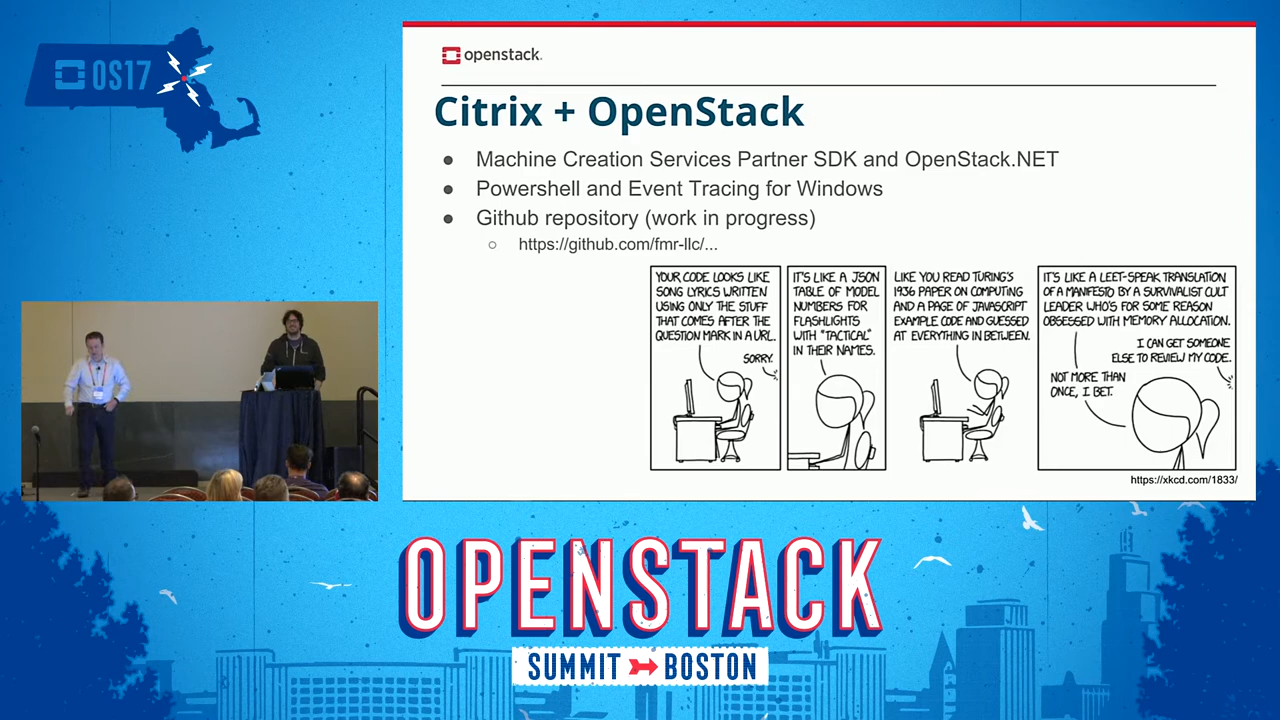 OS17
openstack.
Citrix + OpenStack
● Machine Creation Services Partner SDK and OpenStack.NET
● Powershell and Event Tracing for Windows
● Github repository (work in progress)
○ https://github.com/fmr-llc/...
YOUR CODE LOOKS LIKE
SONG LYRICS WRITTEN
USING ONLY THE STUFF
THAT COMES AFTER THE
QUESTION MARK IN A URL.
SORRY.
IT'S LIKE A JSON
TABLE OF MODEL
NUMBERS FOR
FLASHLIGHTS
WITH "TACTICAL"
IN THEIR NAMES.
LIKE YOU READ TURING'S
1936 PAPER ON COMPUTING
AND A PAGE OF JAVASCRIPT
EXAMPLE CODE AND GUESSED
AT EVERYTHING IN BETWEEN.
IT'S LIKE A LEET-SPEAK TRANSLATION
OF A MANIFESTO BY A SURVIVALIST CULT
LEADER WHO'S FOR SOME REASON
OBSESSED WITH MEMORY ALLOCATION.
I CAN GET SOMEONE
ELSE TO REVIEW MY CODE.
NOT MORE THAN
ONCE, I BET.
https://xkcd.com/1833/
OPENSTACK
SUMMIT BOSTON